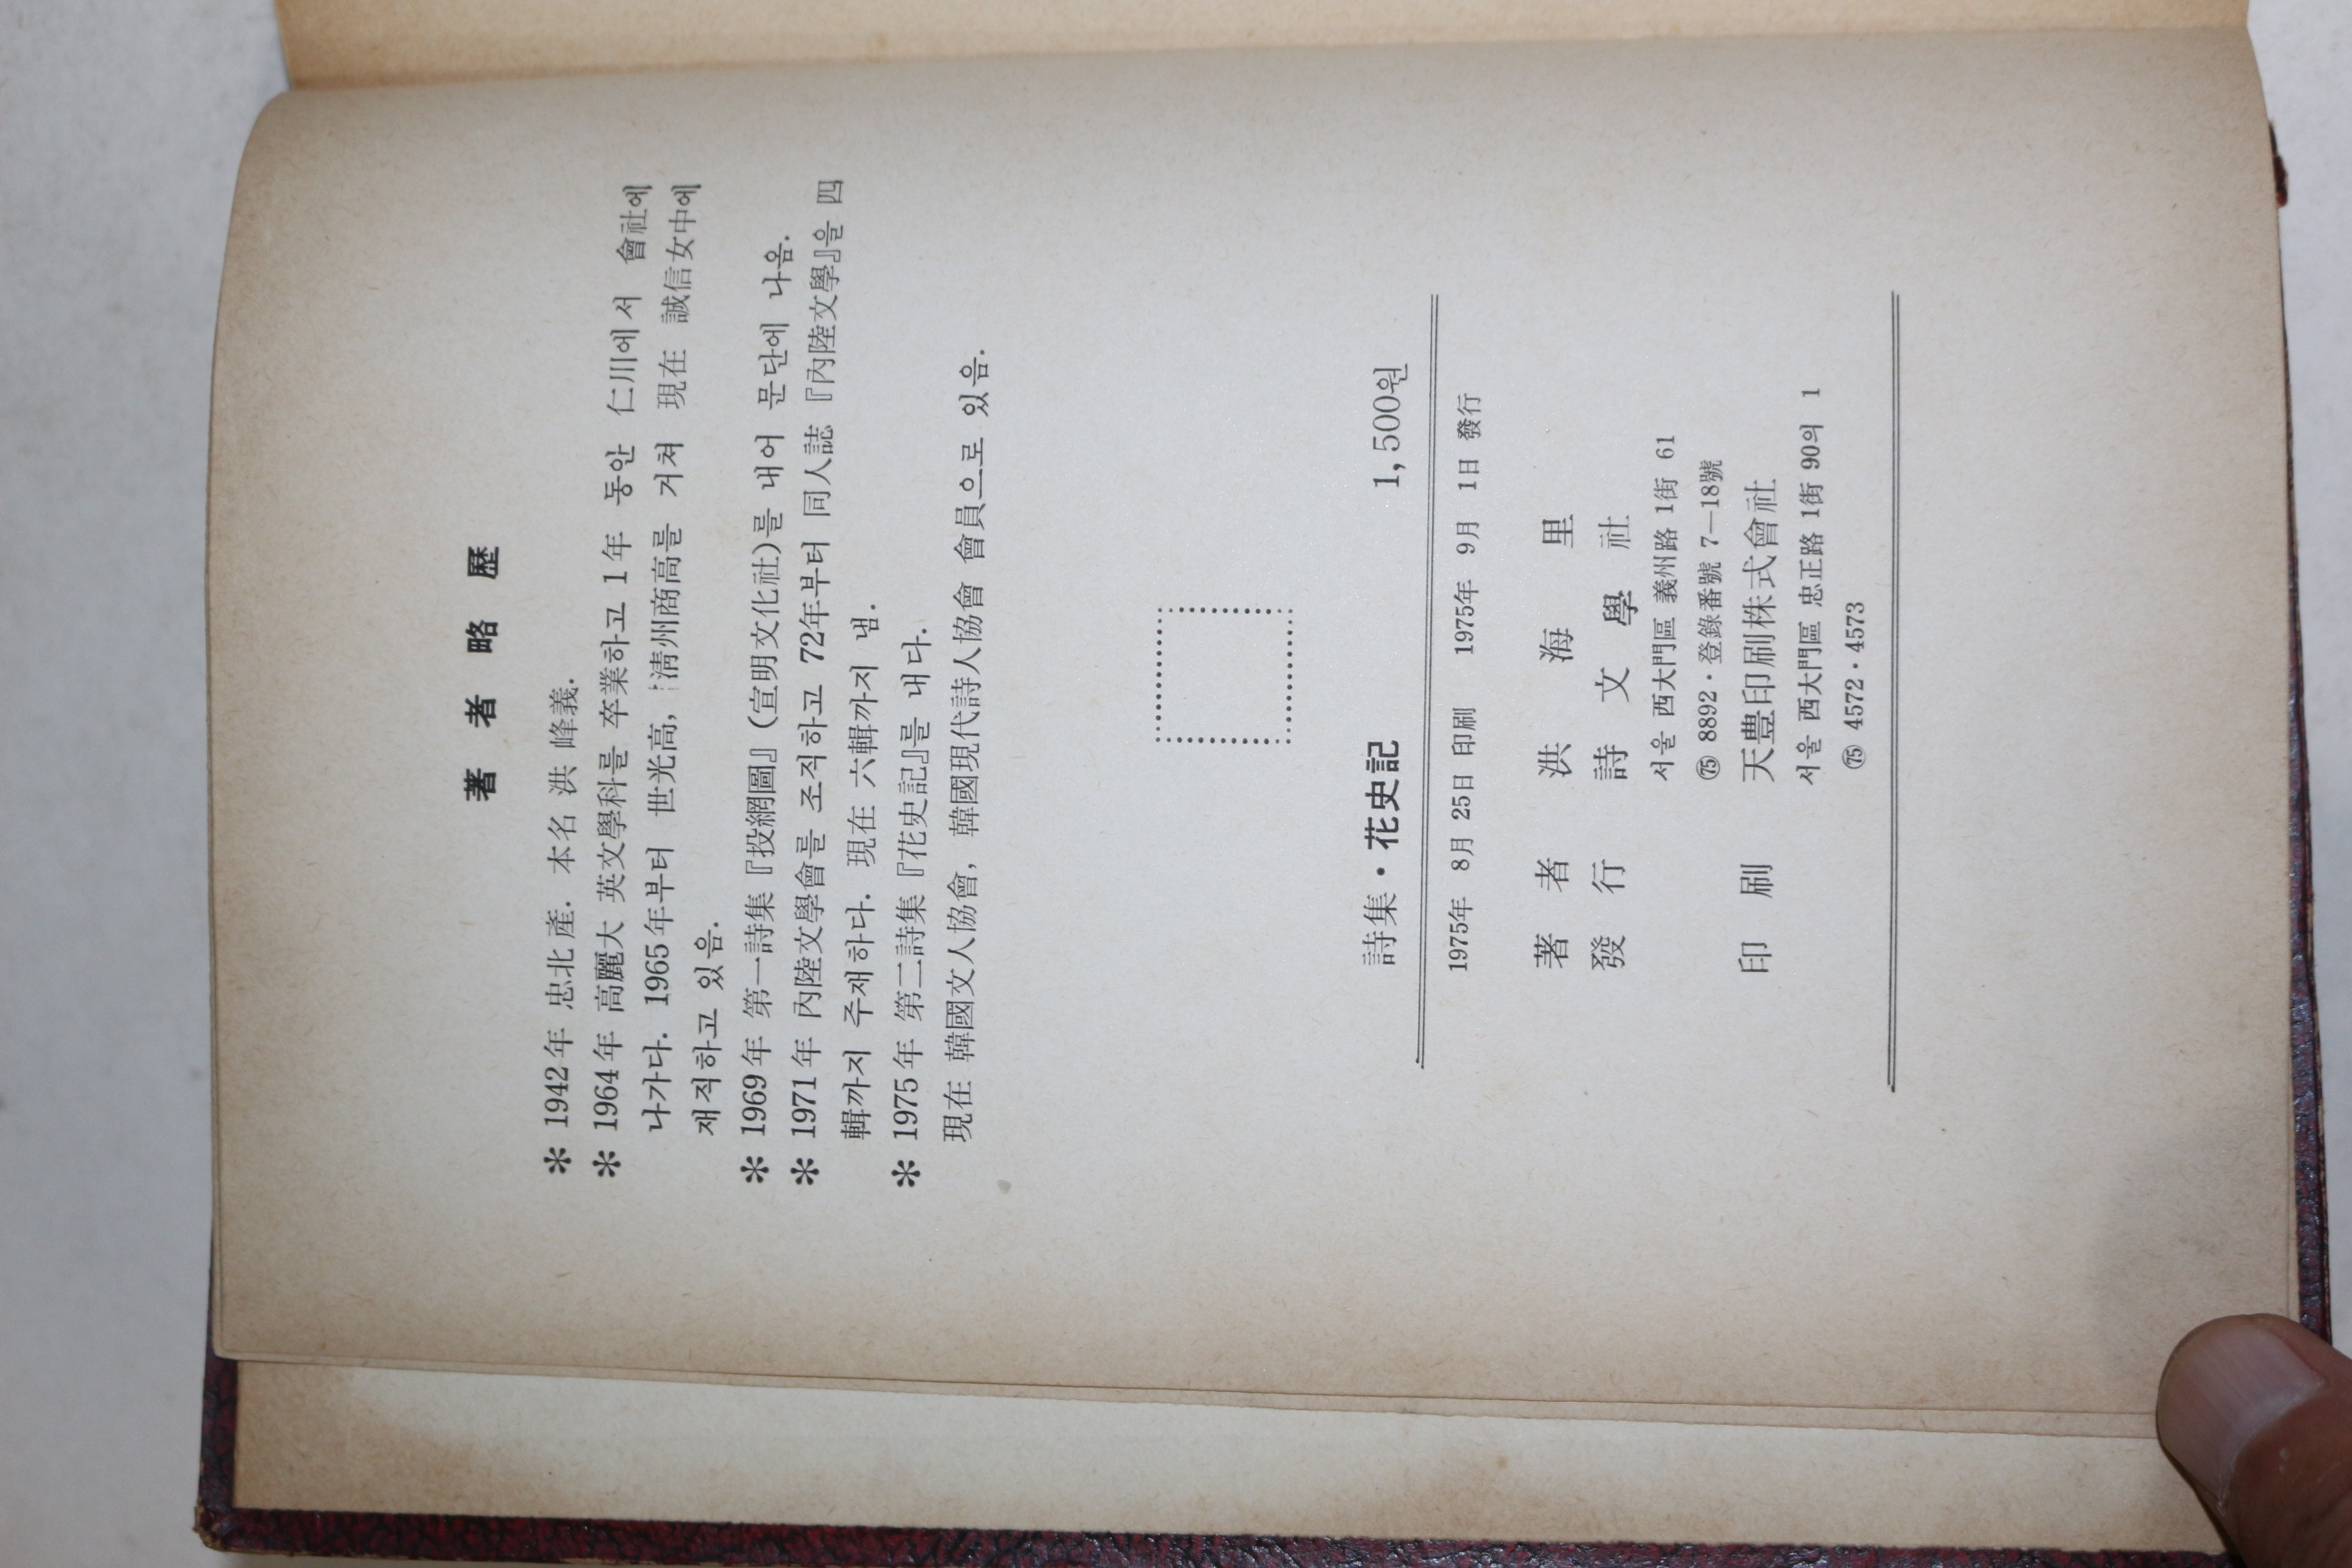 著者略歷
✻ 1942年 忠北 產. 本名 洪 峰義.
✻ 1964年 高麗大 英文學科를 卒業하고 1年 동안 仁川에서 會社에
나가다. 1965年부터 世光高, 淸州商高를 거쳐 現在 誠信女中에
재직하고 있음.
✻ 1969年 第一詩集『投網圖』(宣明文化社)를 내어 문단에 나옴.
✻ 1971年 內陸文學會를 조직하고 72年부터 同人誌『內陸文學』을 四
輯까지 주재하다. 現在 六輯까지 냄.
✻ 1975年 第二詩集『花史記』를 내다.
現在 韓國文人協會, 韓國現代詩人協會 會員으로 있음.
詩集・花史記 1,500원
1975年 8月 25日 印刷 1975年 9月 1日 發行
著者 洪海里
發行 詩文學社
서울 西大門區 義州路 1街 61
㊆ 8892・登錄番號 7—18號
印刷 天豊印刷株式會社
서울 西大門區 忠正路 1街 90의 1
㊆ 4572・4573